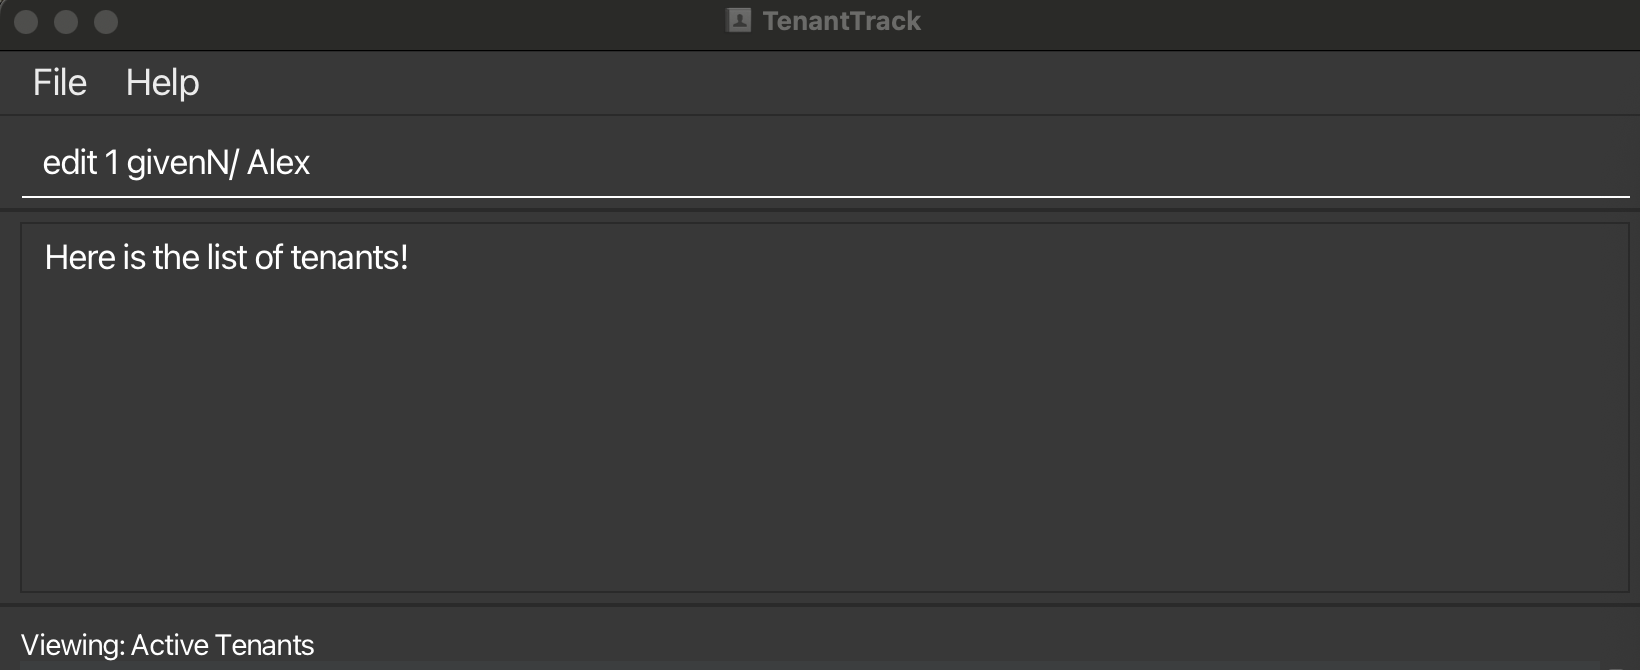 TenantTrack
File Help
edit 1 givenN/ Alex
Here is the list of tenants!
Viewing: Active Tenants